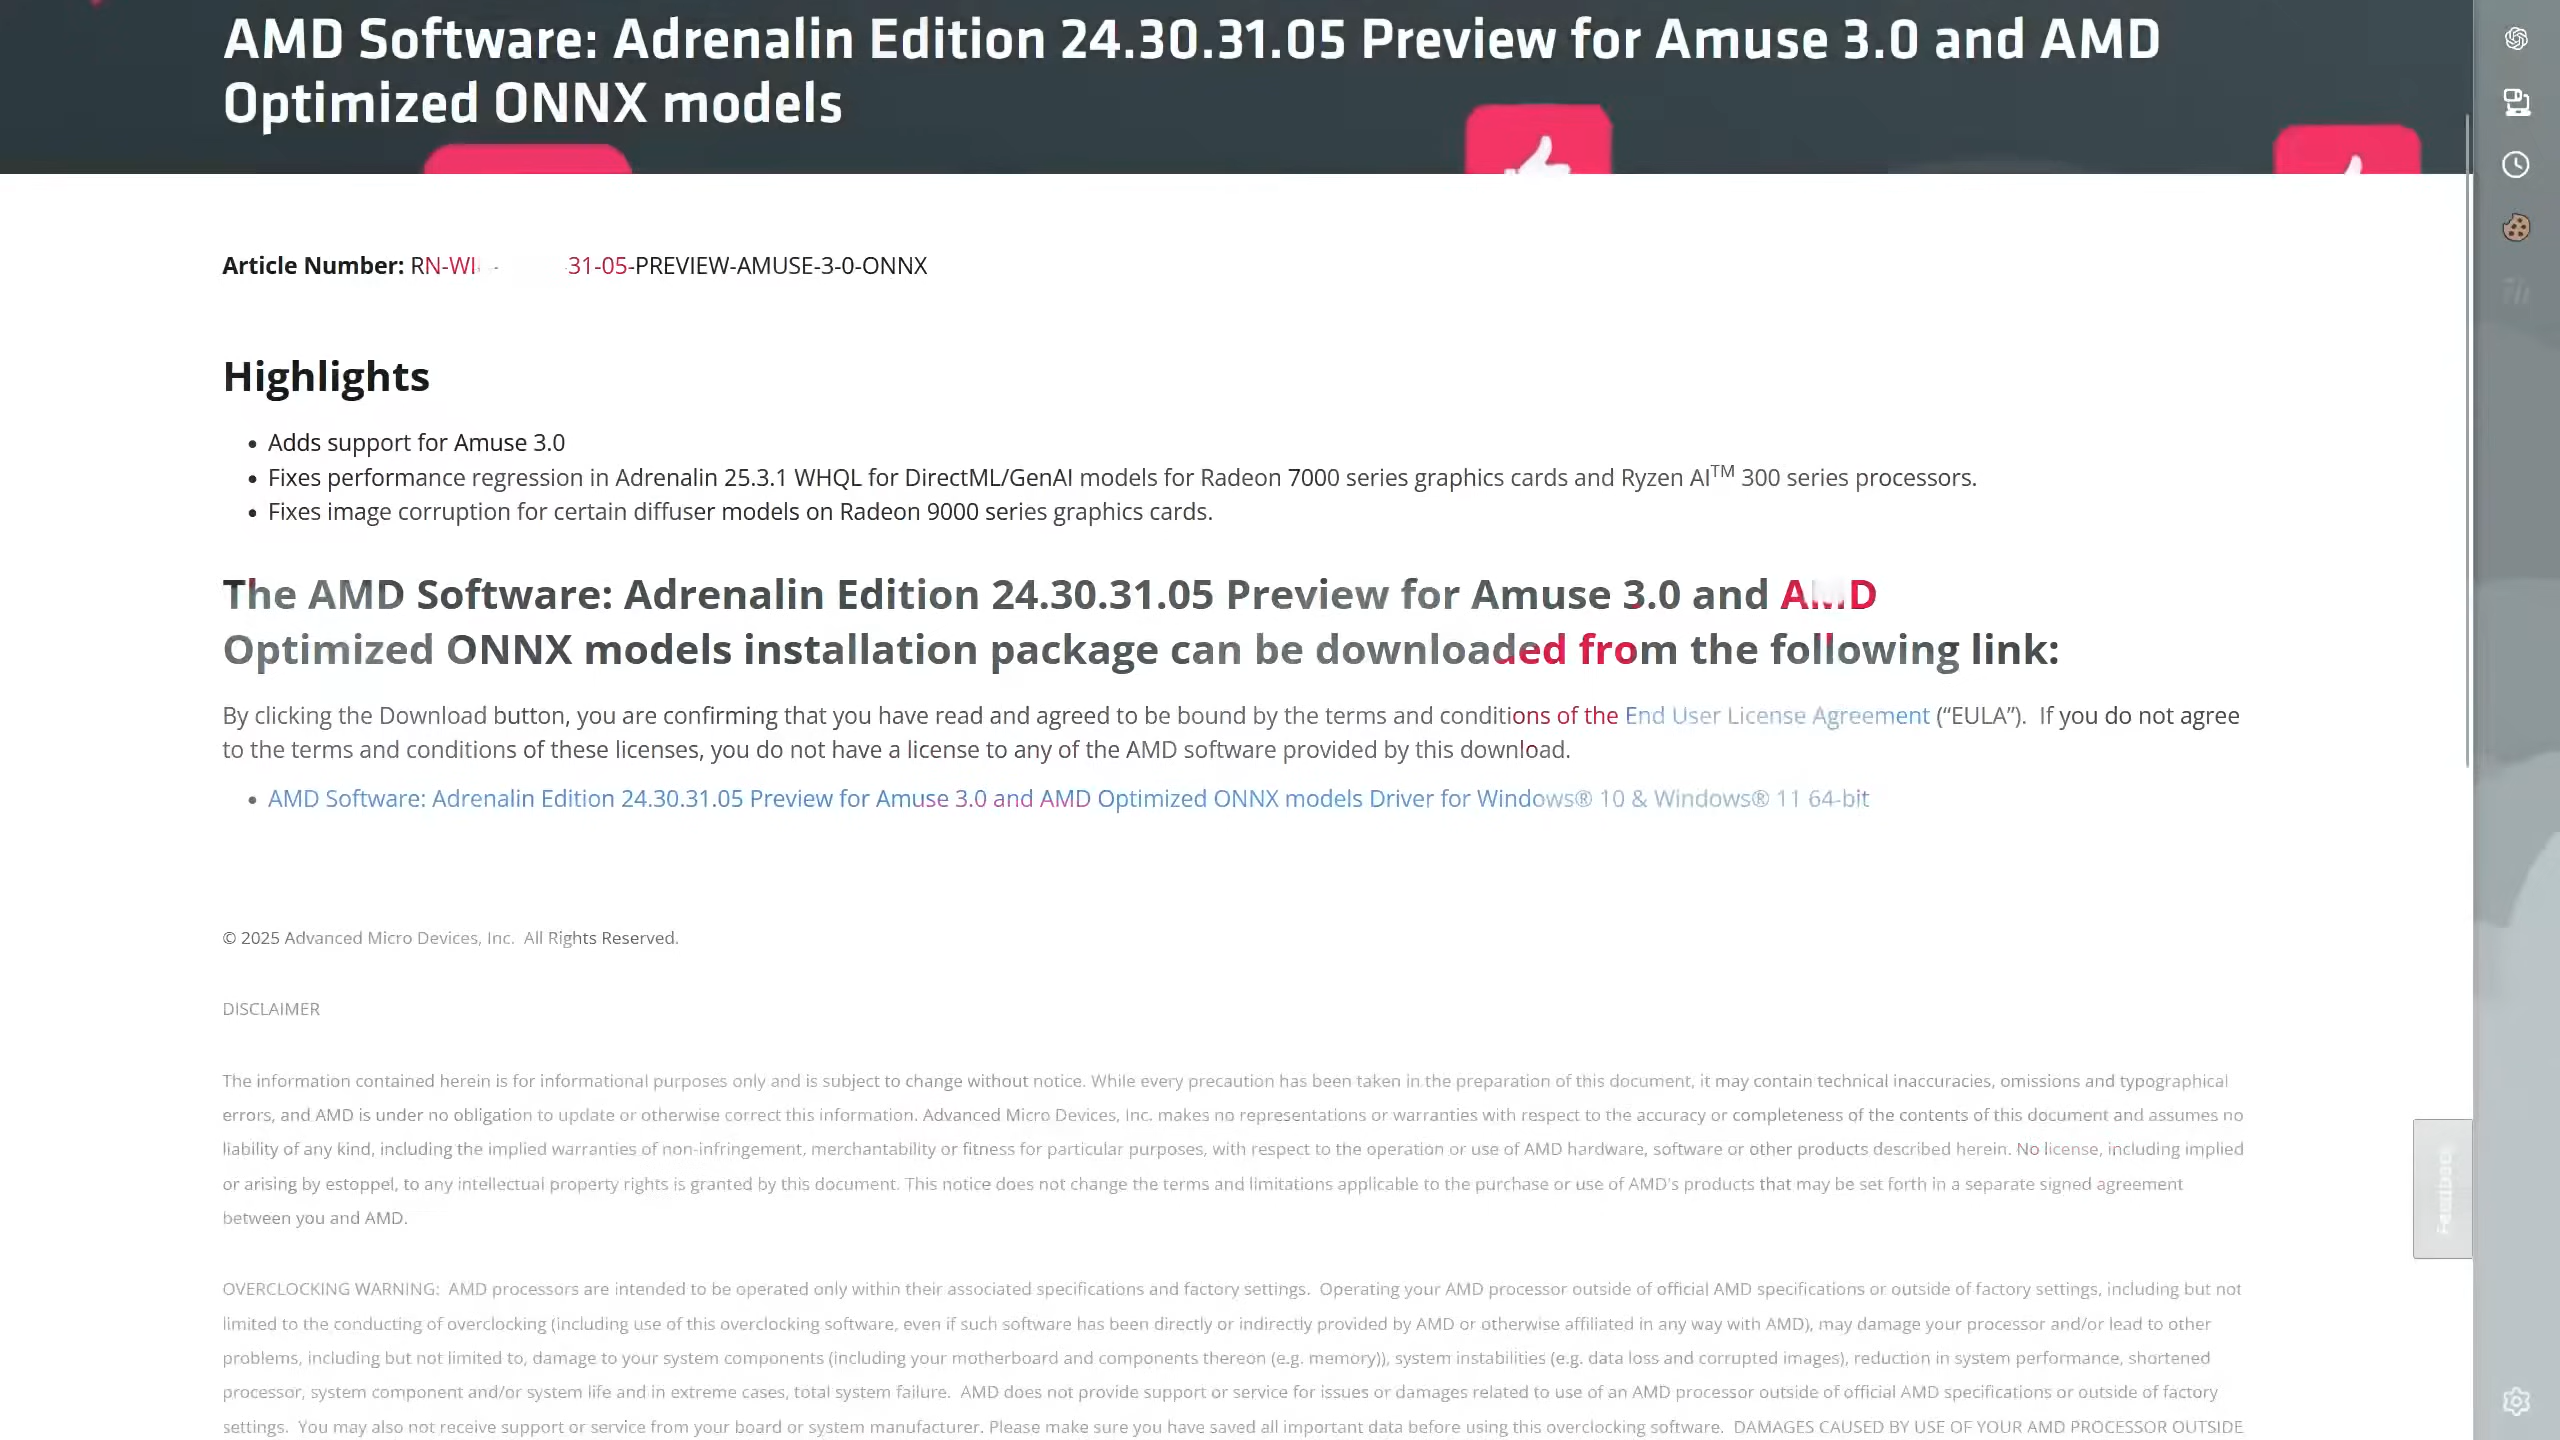 AMD Software: Adrenalin Edition 24.30.31.05 Preview for Amuse 3.0 and AMD
Optimized ONNX models
Article Number: RN-WI - 31-05-PREVIEW-AMUSE-3-0-ONNX
Highlights
• Adds support for Amuse 3.0
• Fixes performance regression in Adrenalin 25.3.1 WHQL for DirectML/GenAI models for Radeon 7000 series graphics cards and Ryzen AI™ 300 series processors.
• Fixes image corruption for certain diffuser models on Radeon 9000 series graphics cards.
The AMD Software: Adrenalin Edition 24.30.31.05 Preview for Amuse 3.0 and AMD
Optimized ONNX models installation package can be downloaded from the following link:
By clicking the Download button, you are confirming that you have read and agreed to be bound by the terms and conditions of the End User License Agreement (“EULA”). If you do not agree
to the terms and conditions of these licenses, you do not have a license to any of the AMD software provided by this download.
• AMD Software: Adrenalin Edition 24.30.31.05 Preview for Amuse 3.0 and AMD Optimized ONNX models Driver for Windows® 10 & Windows® 11 64-bit
© 2025 Advanced Micro Devices, Inc. All Rights Reserved.
DISCLAIMER
The information contained herein is for informational purposes only and is subject to change without notice. While every precaution has been taken in the preparation of this document, it may contain technical inaccuracies, omissions and typographical
errors, and AMD is under no obligation to update or otherwise correct this information. Advanced Micro Devices, Inc. makes no representations or warranties with respect to the accuracy or completeness of the contents of this document and assumes no
liability of any kind, including the implied warranties of non-infringement, merchantability or fitness for particular purposes, with respect to the operation or use of AMD hardware, software or other products described herein. No license, including implied
or arising by estoppel, to any intellectual property rights is granted by this document. This notice does not change the terms and limitations applicable to the purchase or use of AMD's products that may be set forth in a separate signed agreement
between you and AMD.
OVERCLOCKING WARNING: AMD processors are intended to be operated only within their associated specifications and factory settings. Operating your AMD processor outside of official AMD specifications or outside of factory settings, including but not
limited to the conducting of overclocking (including use of this overclocking software, even if such software has been directly or indirectly provided by AMD or otherwise affiliated in any way with AMD), may damage your processor and/or lead to other
problems, including but not limited to, damage to your system components (including your motherboard and components thereon (e.g. memory)), system instabilities (e.g. data loss and corrupted images), reduction in system performance, shortened
processor, system component and/or system life and in extreme cases, total system failure. AMD does not provide support or service for issues or damages related to use of an AMD processor outside of official AMD specifications or outside of factory
settings. You may also not receive support or service from your board or system manufacturer. Please make sure you have saved all important data before using this overclocking software. DAMAGES CAUSED BY USE OF YOUR AMD PROCESSOR OUTSIDE
Feedback